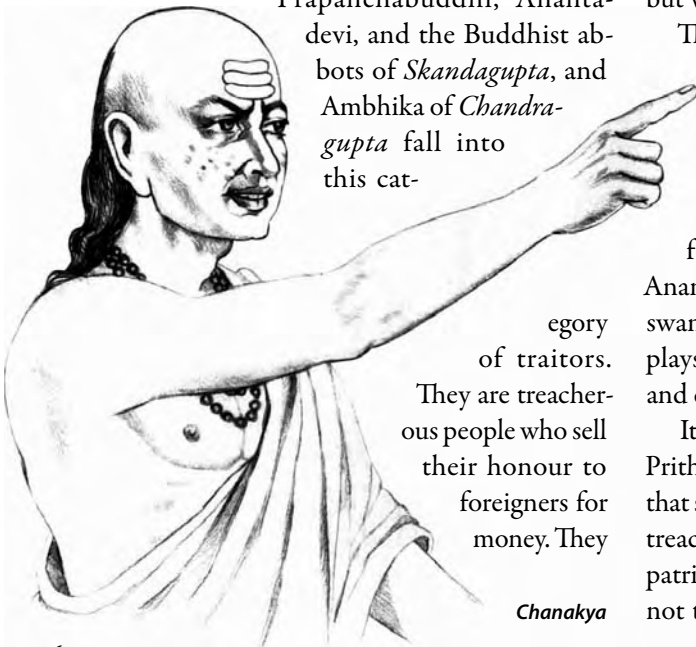 Prapanchabuddhi, Ananta-
devi, and the Buddhist ab-
bots of Skandagupta, and
Ambhika of Chandra-
gupta fall into
this cat-
egory
of traitors.
They are treacher-
ous people who sell
their honour to
foreigners for
money. They
Chanakya
but
Th
f
Anan
swan
plays
and
It
Prith
that
treac
patri
not t